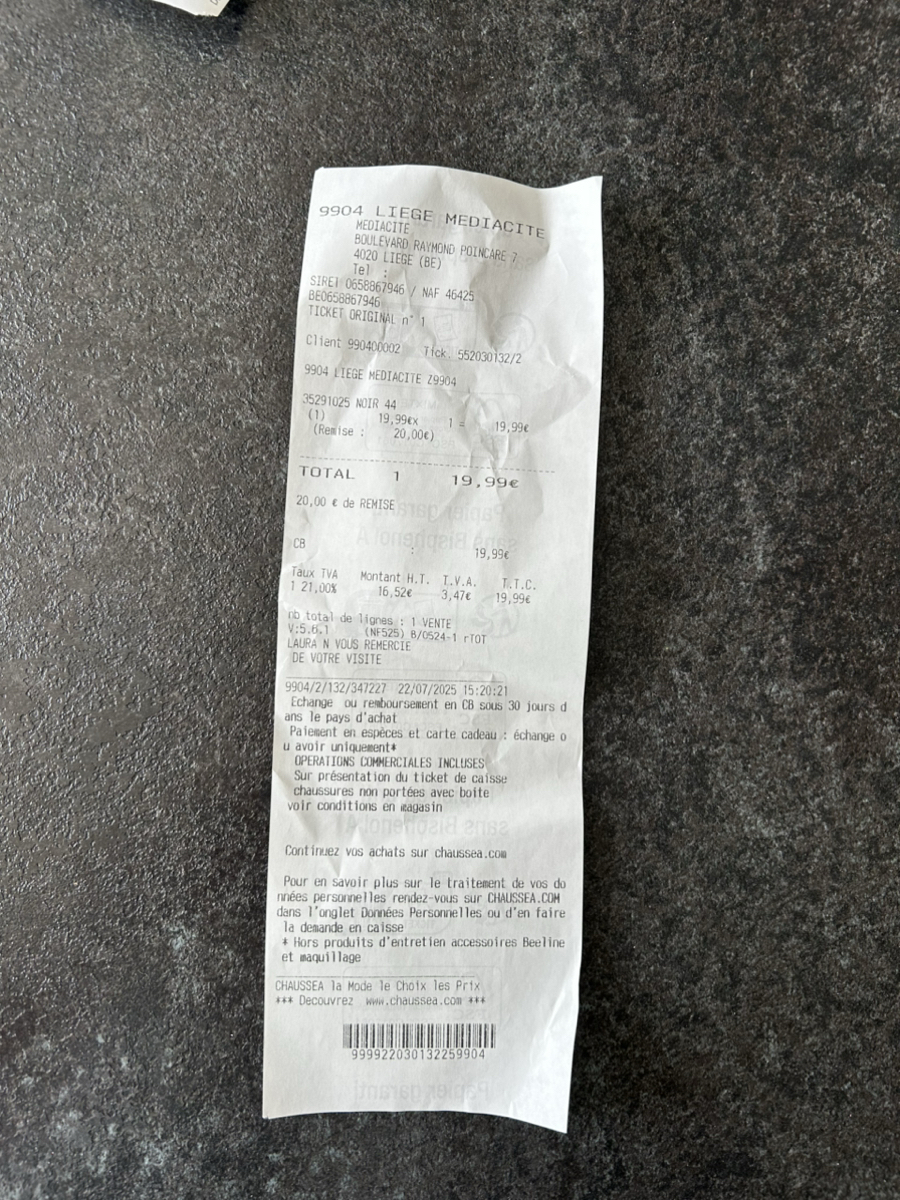 9904 LIEGE MEDIACITE
MEDIACITE
BOULEVARD RAYMOND POINCARE 7
4020 LIEGE (BE)
Tel :
SIRET 0658867946 / NAF 46425
BE0658867946
TICKET ORIGINAL n° 1
Client 990400002 Tick. 552030132/2
9904 LIEGE MEDIACITE Z9904
35291025 NOIR 44
(1) 19,99€x 1 = 19,99€
(Remise : 20,00€)
TOTAL 1 19,99€
20,00 € de REMISE
CB : 19,99€
Taux TVA Montant H.T. T.V.A. T.T.C.
1 21,00% 16,52€ 3,47€ 19,99€
nb total de lignes : 1 VENTE
V:5.6.1 (NF525) B/0524-1 rTOT
LAURA N VOUS REMERCIE
DE VOTRE VISITE
9904/2/132/347227 22/07/2025 15:20:21
Echange ou remboursement en CB sous 30 jours d
ans le pays d'achat
Paiement en espèces et carte cadeau : échange o
u avoir uniquement*
OPERATIONS COMMERCIALES INCLUSES
Sur présentation du ticket de caisse
chaussures non portées avec boite
voir conditions en magasin
Continuez vos achats sur chaussea.com
Pour en savoir plus sur le traitement de vos do
nnées personnelles rendez-vous sur CHAUSSEA.COM
dans l'onglet Données Personnelles ou d'en faire
la demande en caisse
* Hors produits d'entretien accessoires Beeline
et maquillage
CHAUSSEA la Mode le Choix les Prix
*** Decouvrez www.chaussea.com ***
999922030132259904